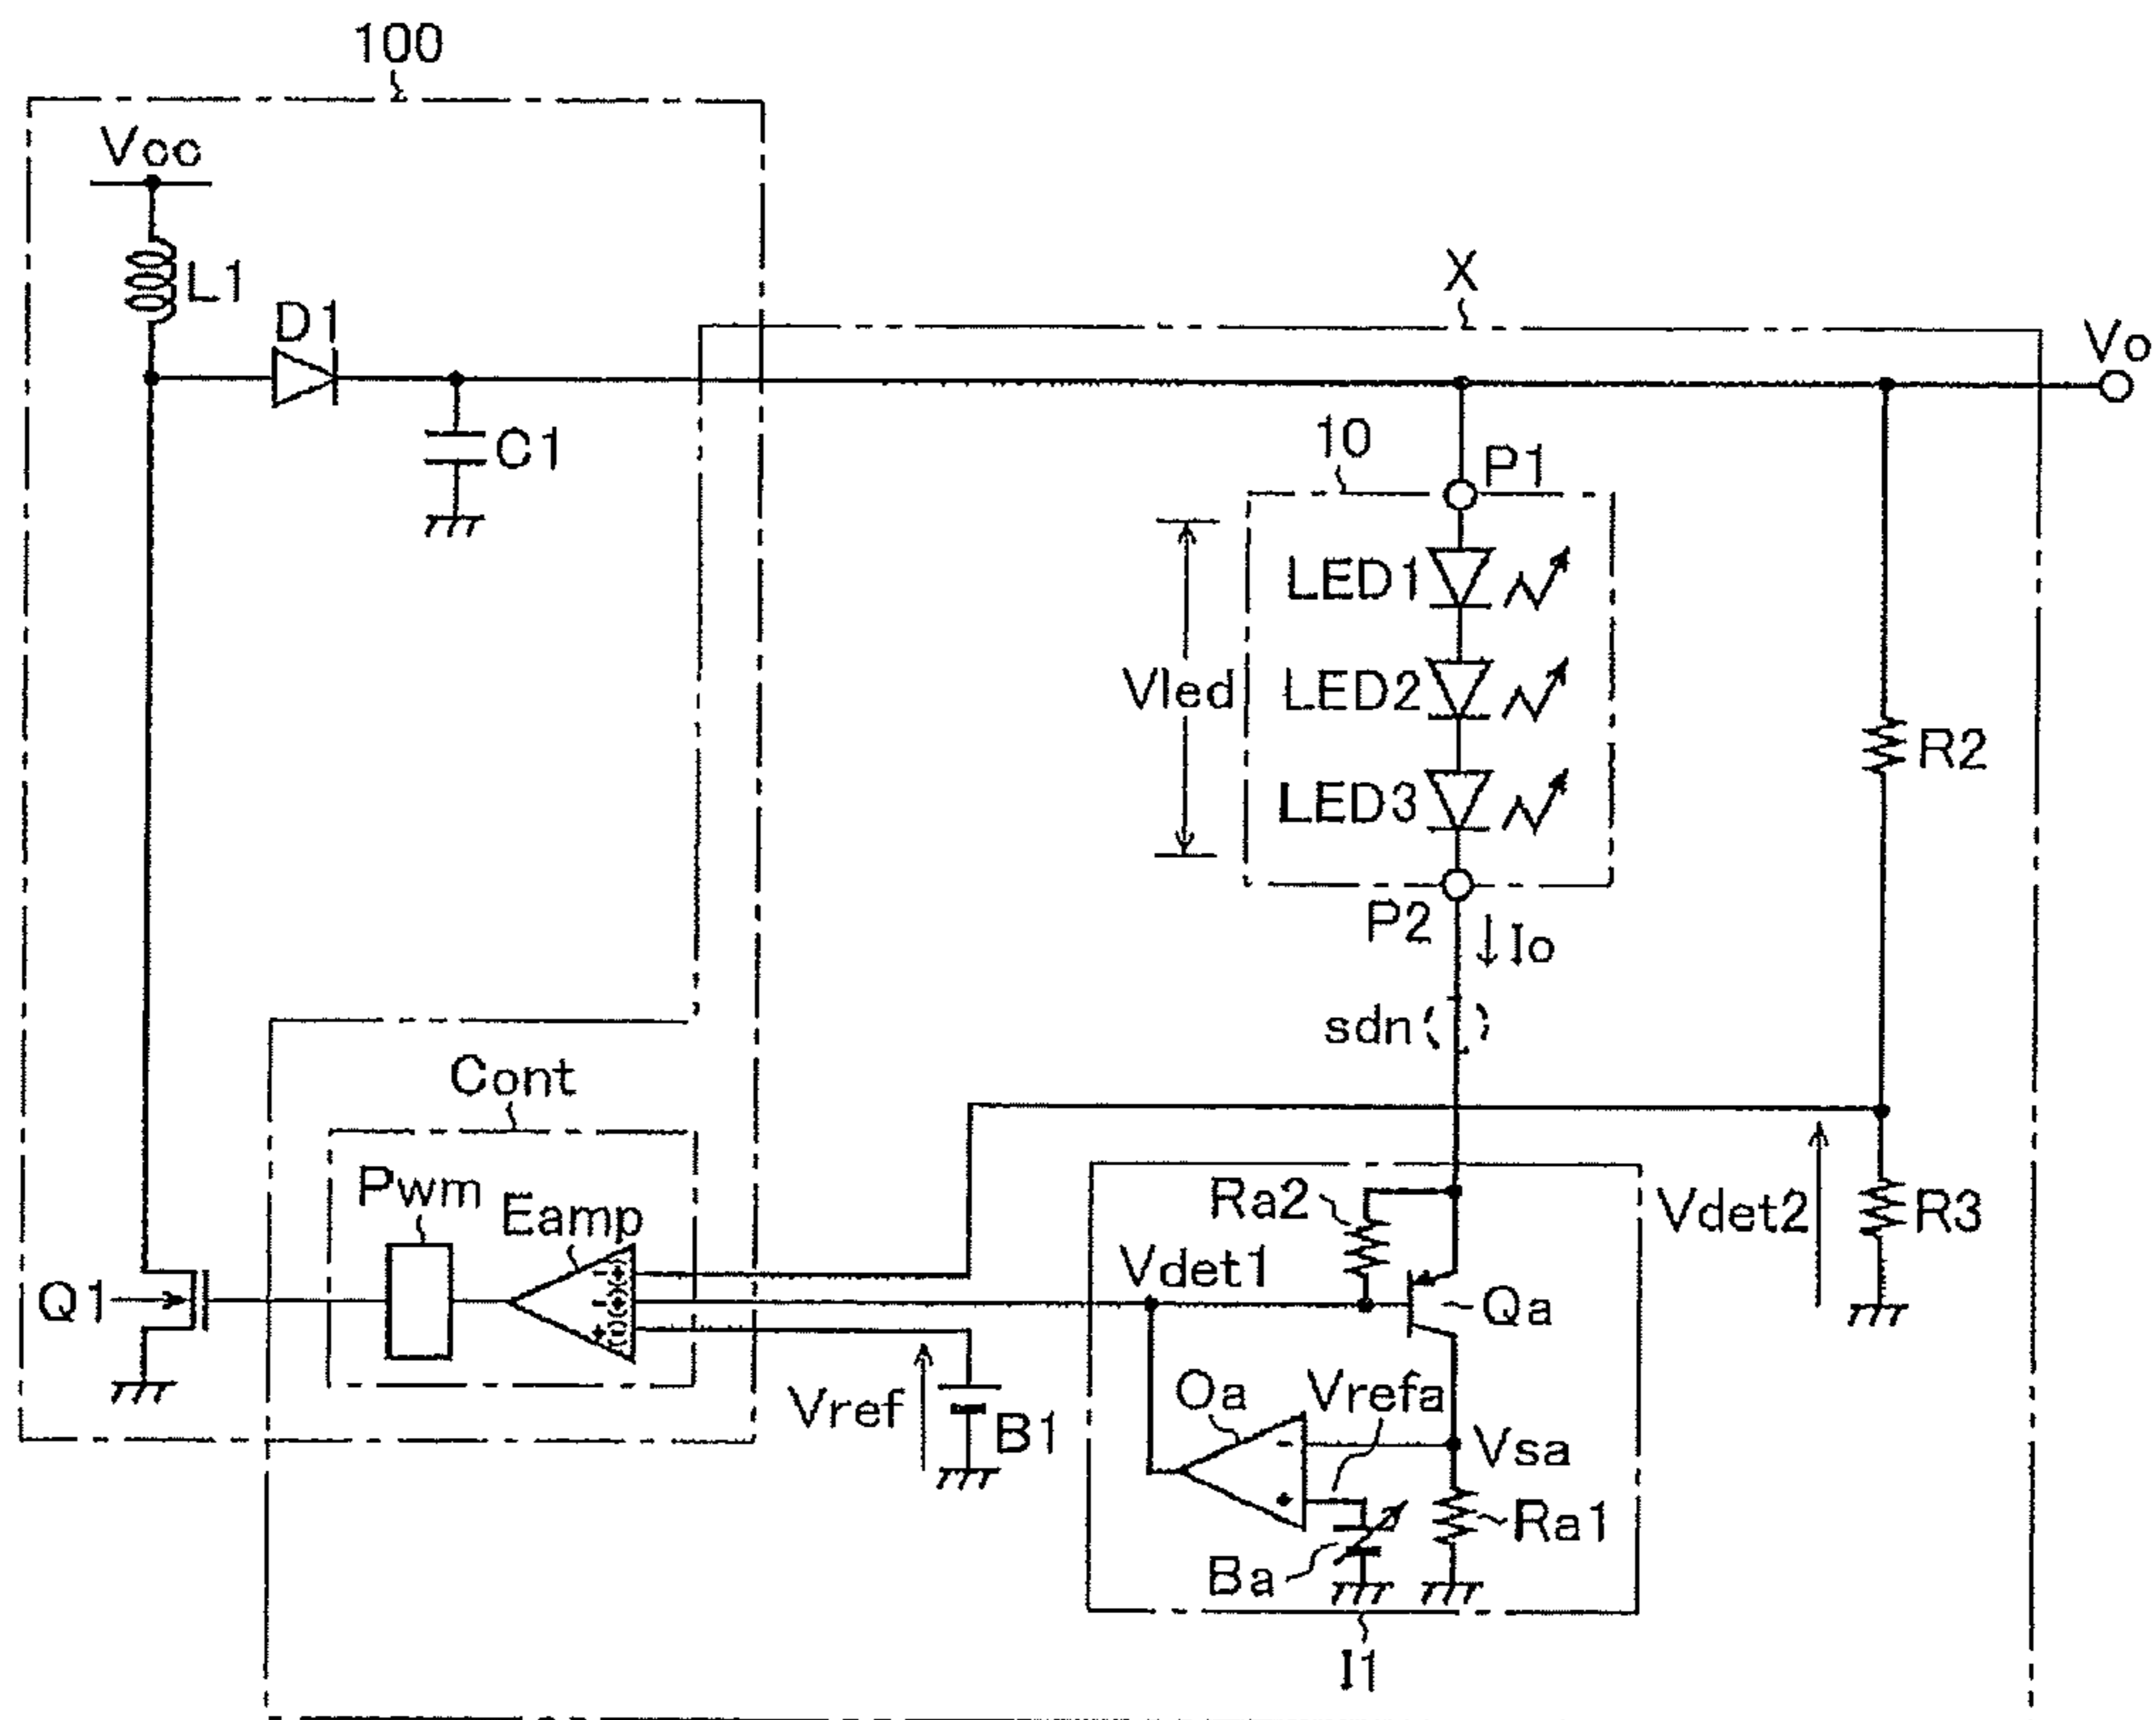 100
Vcc
L1
D1
C1
X
Vo
10
P1
LED1
Vled
LED2
LED3
R2
P2
Io
sdn
Cont
Pwm
Eamp
Ra2
Vdet1
Vdet2
R3
Q1
Qa
Vref
B1
Oa
Vrefa
Vsa
Ra1
Ba
I1